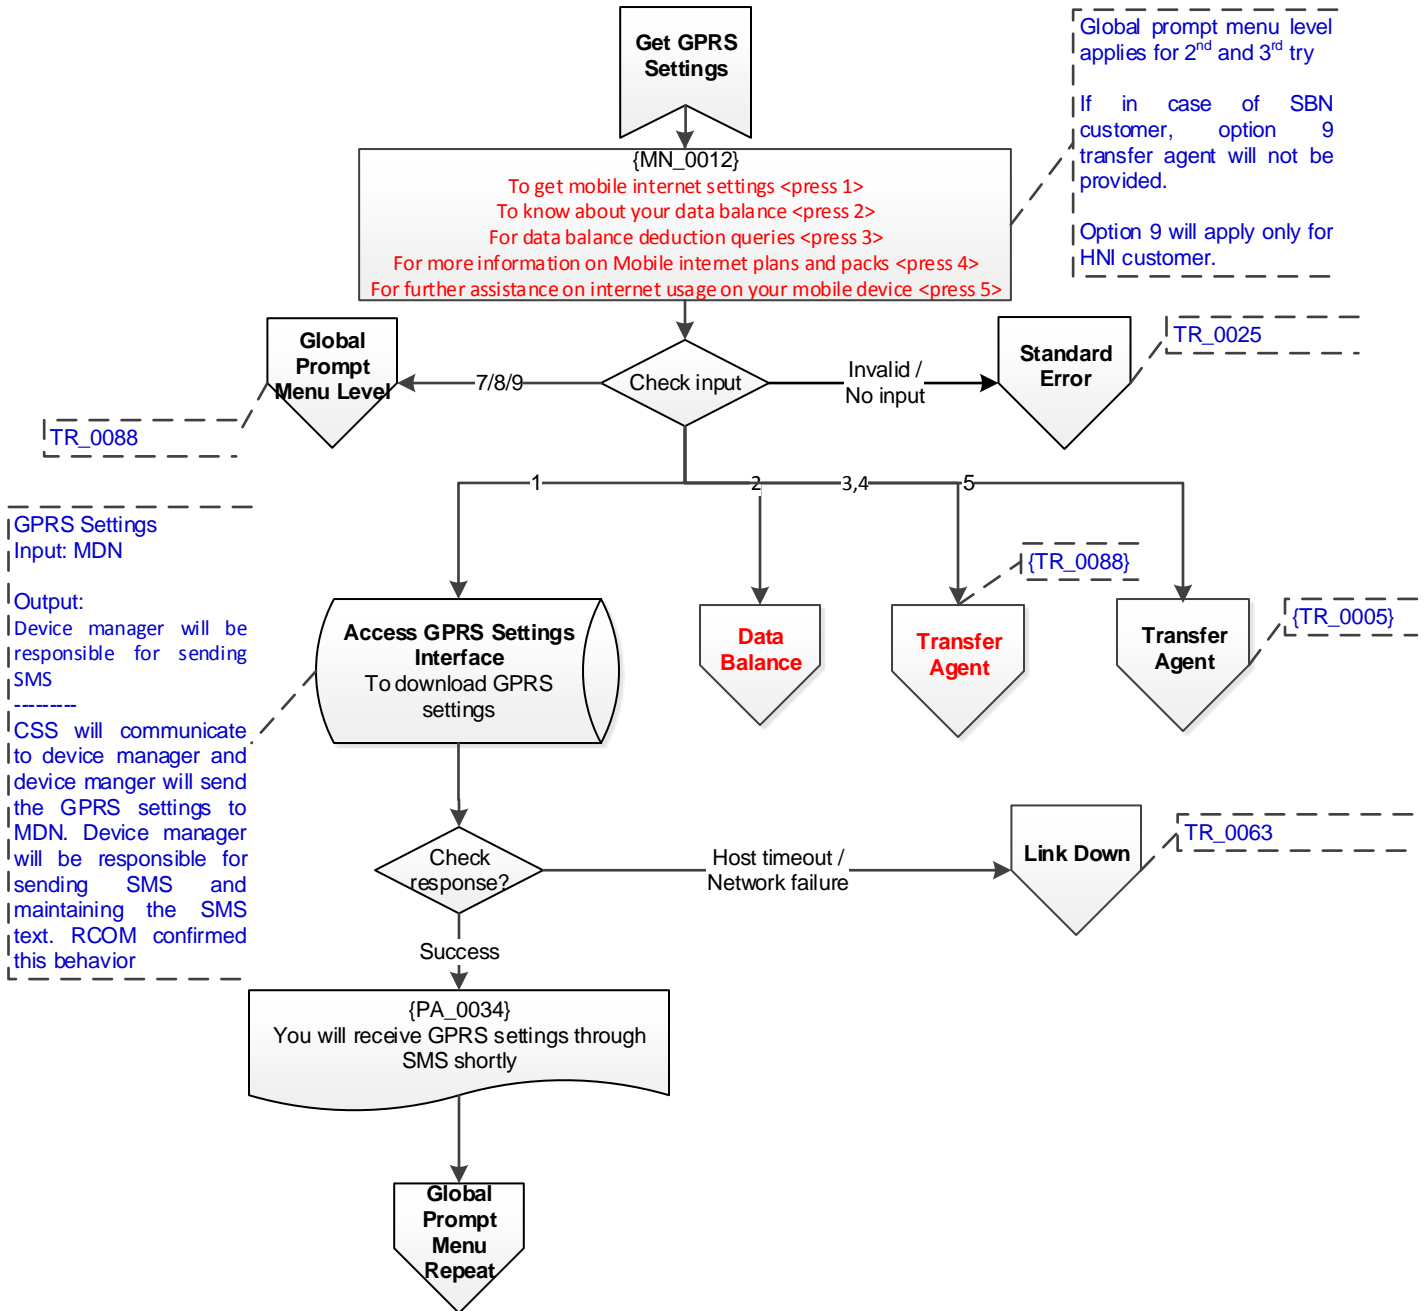 Get GPRS
Settings
Global prompt menu level
applies for 2nd and 3rd try
If in case of SBN
customer, option 9
transfer agent will not be
provided.
Option 9 will apply only for
HNI customer.
{MN_0012}
To get mobile internet settings <press 1>
To know about your data balance <press 2>
For data balance deduction queries <press 3>
For more information on Mobile internet plans and packs <press 4>
For further assistance on internet usage on your mobile device <press 5>
Global
Prompt
Menu Level
7/8/9
Check input
Invalid /
No input
Standard
Error
TR_0025
TR_0088
1
2
3,4
5
GPRS Settings
Input: MDN
Output:
Device manager will be
responsible for sending
SMS
---------
CSS will communicate
to device manager and
device manger will send
the GPRS settings to
MDN. Device manager
will be responsible for
sending SMS and
maintaining the SMS
text. RCOM confirmed
this behavior
Access GPRS Settings
Interface
To download GPRS
settings
Data
Balance
{TR_0088}
Transfer
Agent
Transfer
Agent
{TR_0005}
Check
response?
Host timeout /
Network failure
Link Down
TR_0063
Success
{PA_0034}
You will receive GPRS settings through
SMS shortly
Global
Prompt
Menu
Repeat